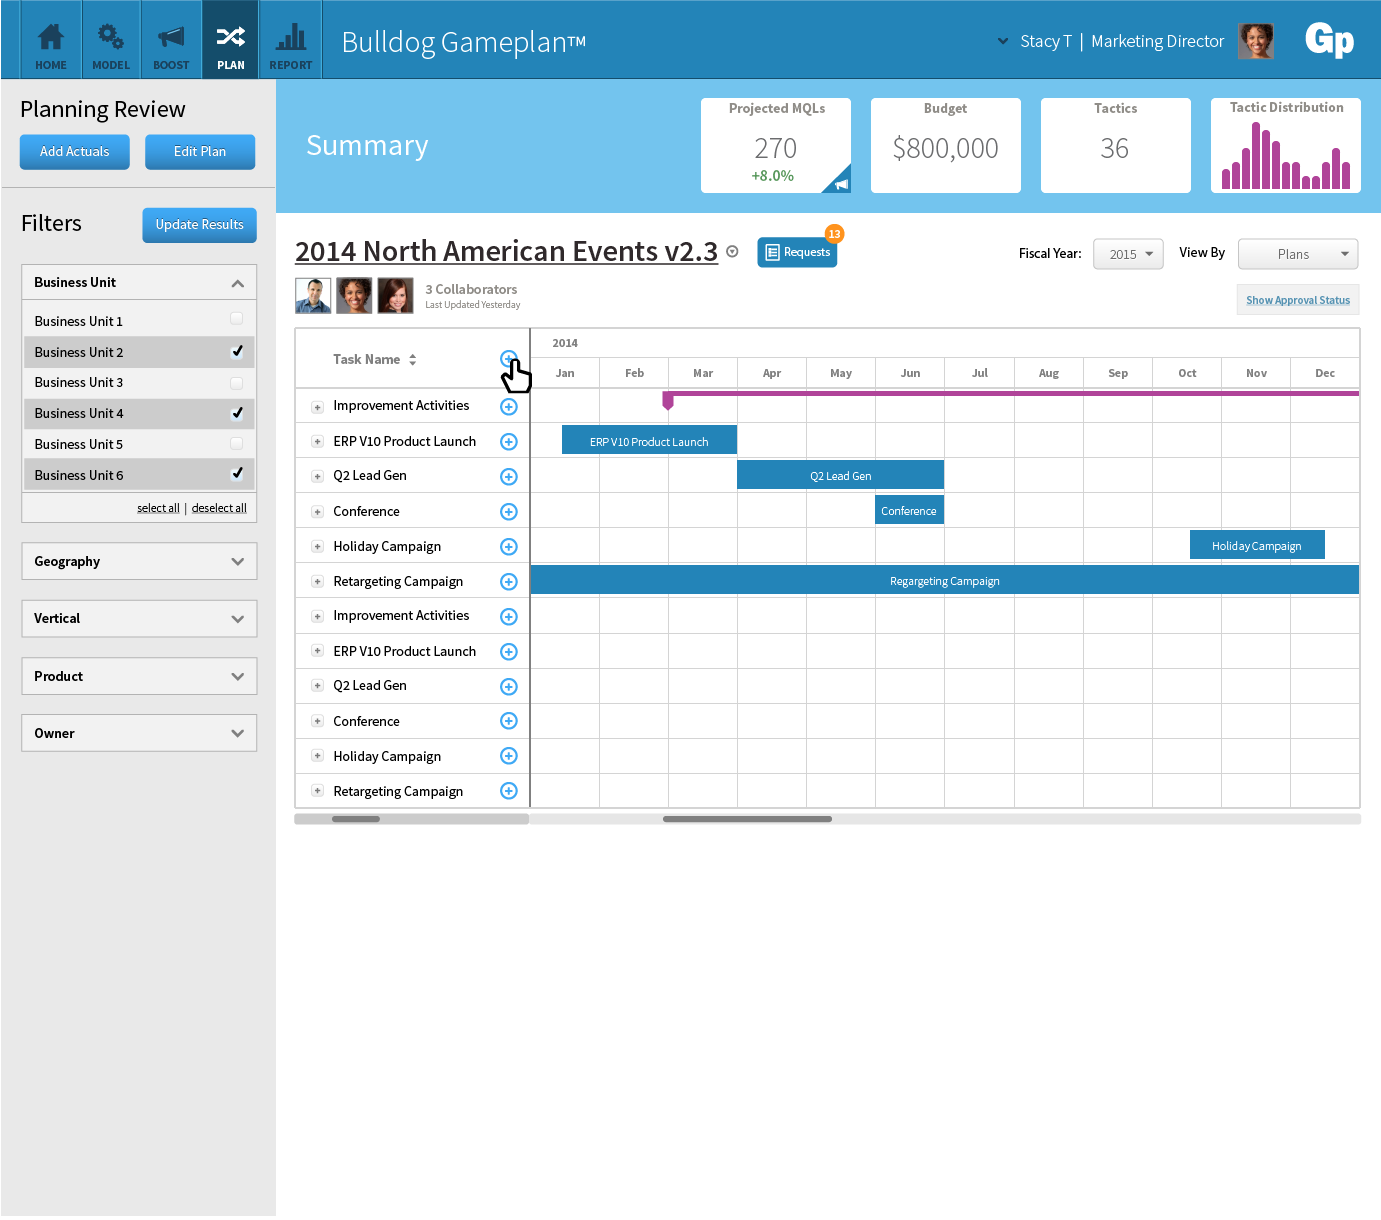 HOME
MODEL
BOOST
PLAN
REPORT
Bulldog Gameplan™
Stacy T | Marketing Director
Gp
Planning Review
Add Actuals
Edit Plan
Filters
Update Results
Business Unit
Business Unit 1
Business Unit 2
Business Unit 3
Business Unit 4
Business Unit 5
Business Unit 6
select all | deselect all
Geography
Vertical
Product
Owner
Summary
Projected MQLs
270
+8.0%
Budget
$800,000
Tactics
36
Tactic Distribution
2014 North American Events v2.3
Requests
13
Fiscal Year:
2015
View By
Plans
3 Collaborators
Last Updated Yesterday
Show Approval Status
Task Name
2014
Jan Feb Mar Apr May Jun Jul Aug Sep Oct Nov Dec
Improvement Activities
ERP V10 Product Launch
ERP V10 Product Launch
Q2 Lead Gen
Q2 Lead Gen
Conference
Conference
Holiday Campaign
Holiday Campaign
Retargeting Campaign
Regargeting Campaign
Improvement Activities
ERP V10 Product Launch
Q2 Lead Gen
Conference
Holiday Campaign
Retargeting Campaign